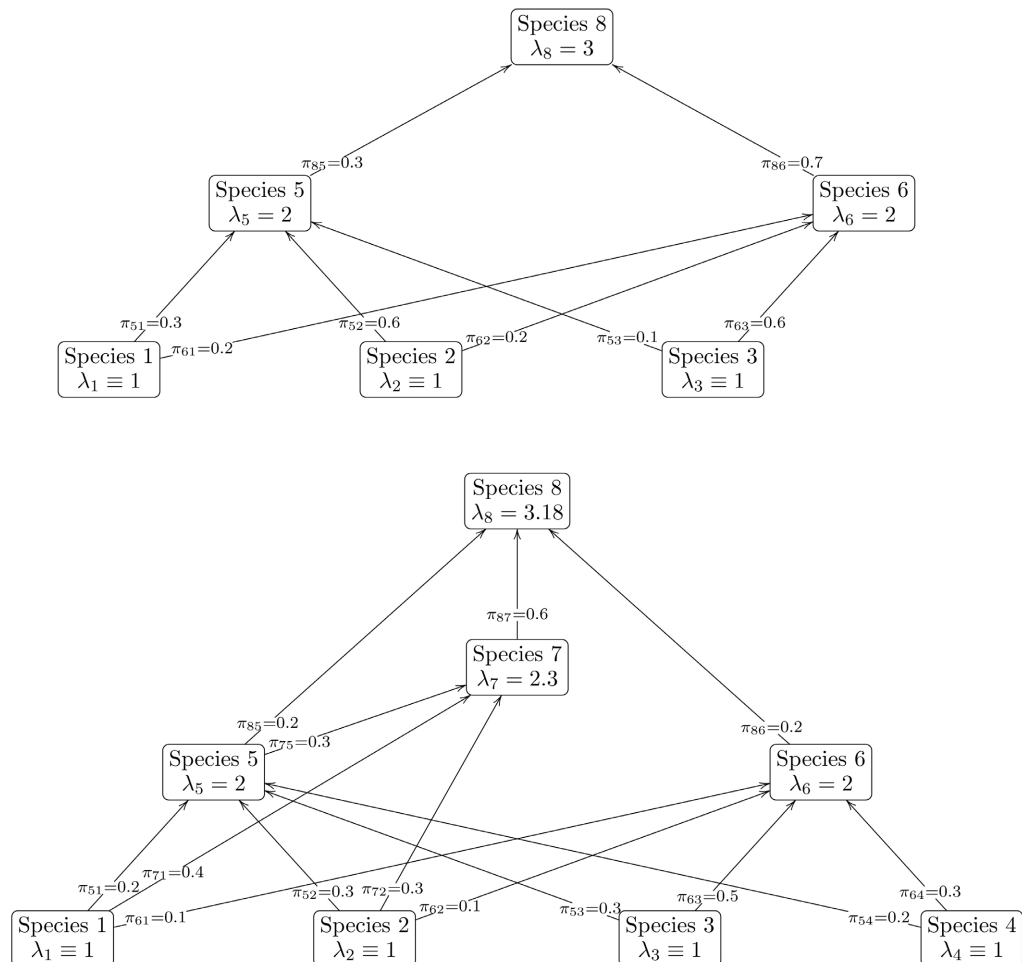 Species 8
λ₈ = 3
π₈₅=0.3
π₈₆=0.7
Species 5
λ₅ = 2
Species 6
λ₆ = 2
π₅₁=0.3
π₆₁=0.2
π₅₂=0.6
π₆₂=0.2
π₅₃=0.1
π₆₃=0.6
Species 1
λ₁ ≡ 1
Species 2
λ₂ ≡ 1
Species 3
λ₃ ≡ 1
Species 8
λ₈ = 3.18
π₈₇=0.6
Species 7
λ₇ = 2.3
π₈₅=0.2
π₇₅=0.3
π₈₆=0.2
Species 5
λ₅ = 2
Species 6
λ₆ = 2
π₅₁=0.2
π₇₁=0.4
π₆₁=0.1
π₅₂=0.3
π₇₂=0.3
π₆₂=0.1
π₅₃=0.3
π₆₃=0.5
π₅₄=0.2
π₆₄=0.3
Species 1
λ₁ ≡ 1
Species 2
λ₂ ≡ 1
Species 3
λ₃ ≡ 1
Species 4
λ₄ ≡ 1